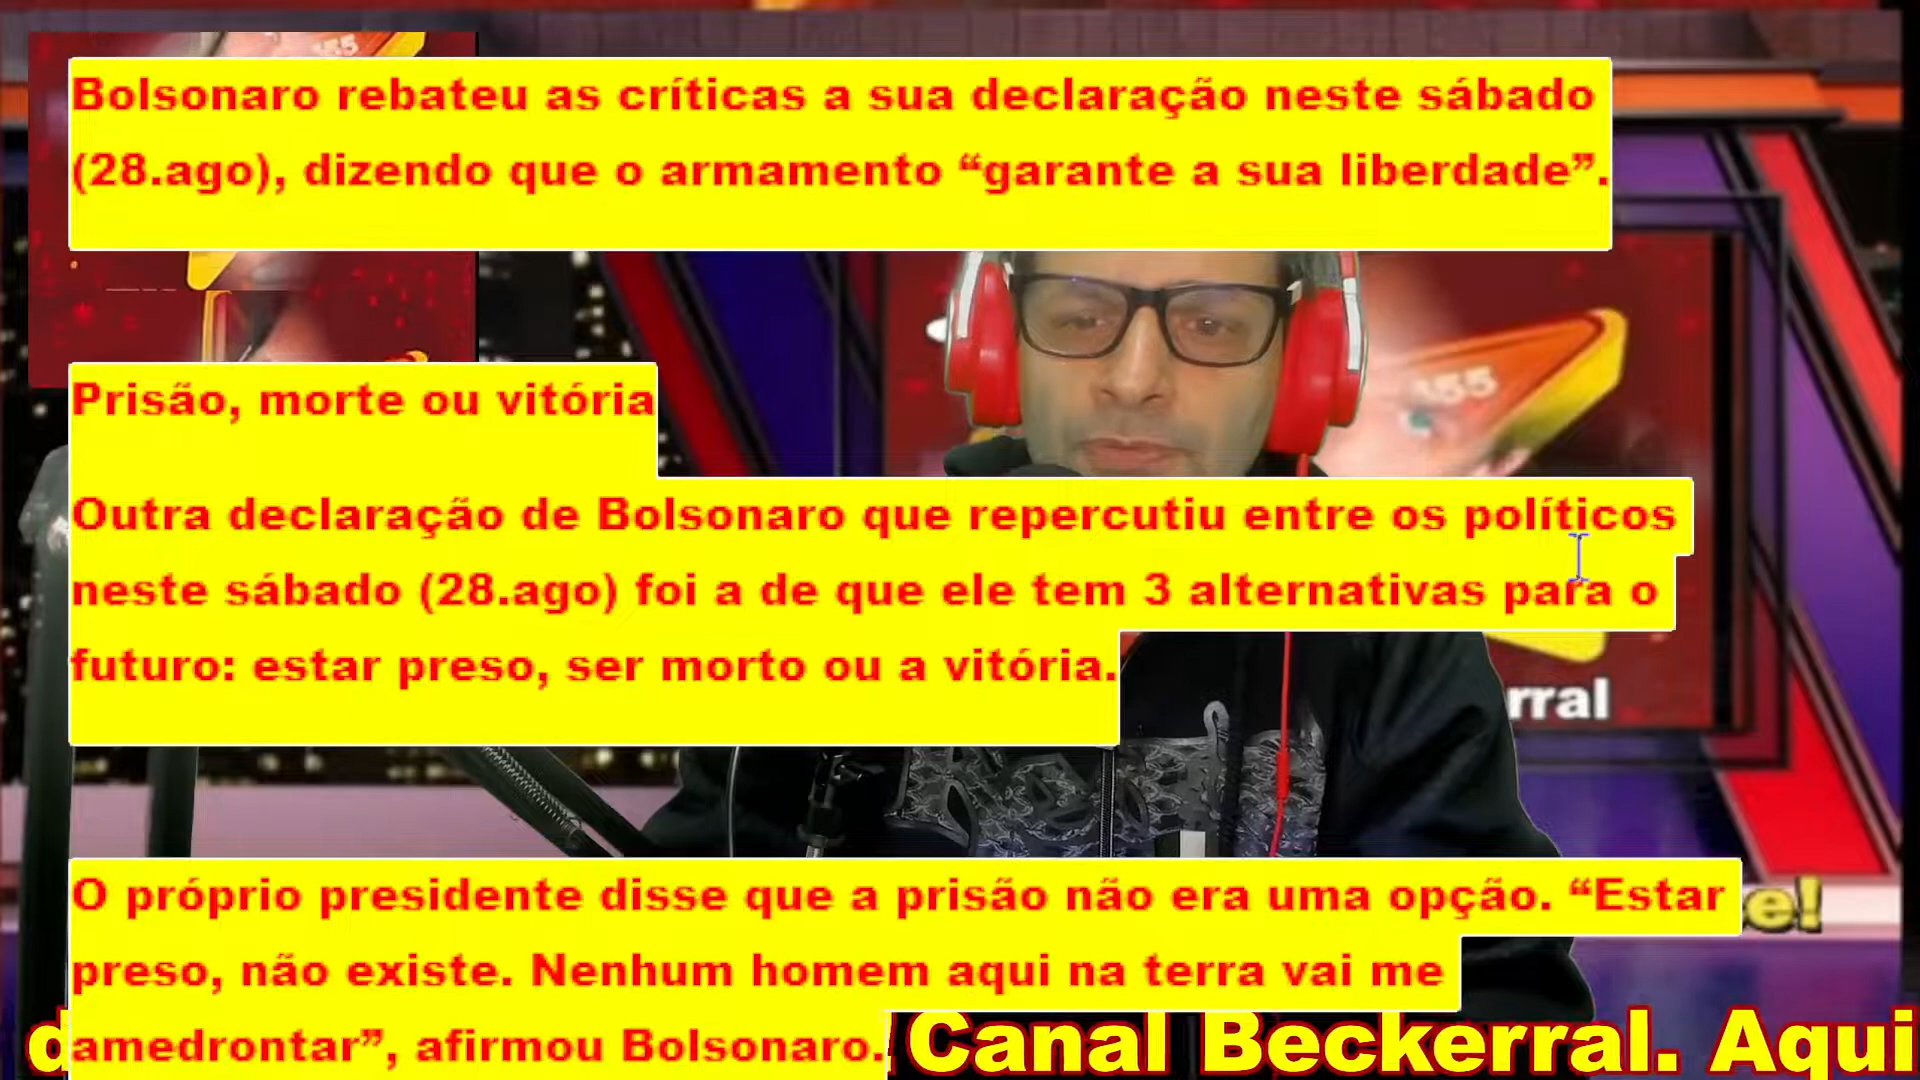 Bolsonaro rebateu as críticas a sua declaração neste sábado
(28.ago), dizendo que o armamento “garante a sua liberdade”.
Prisão, morte ou vitória
Outra declaração de Bolsonaro que repercutiu entre os políticos
neste sábado (28.ago) foi a de que ele tem 3 alternativas para o
futuro: estar preso, ser morto ou a vitória.
rral
O próprio presidente disse que a prisão não era uma opção. “Estar
preso, não existe. Nenhum homem aqui na terra vai me
amedrontar”, afirmou Bolsonaro.
Canal Beckerral. Aqui